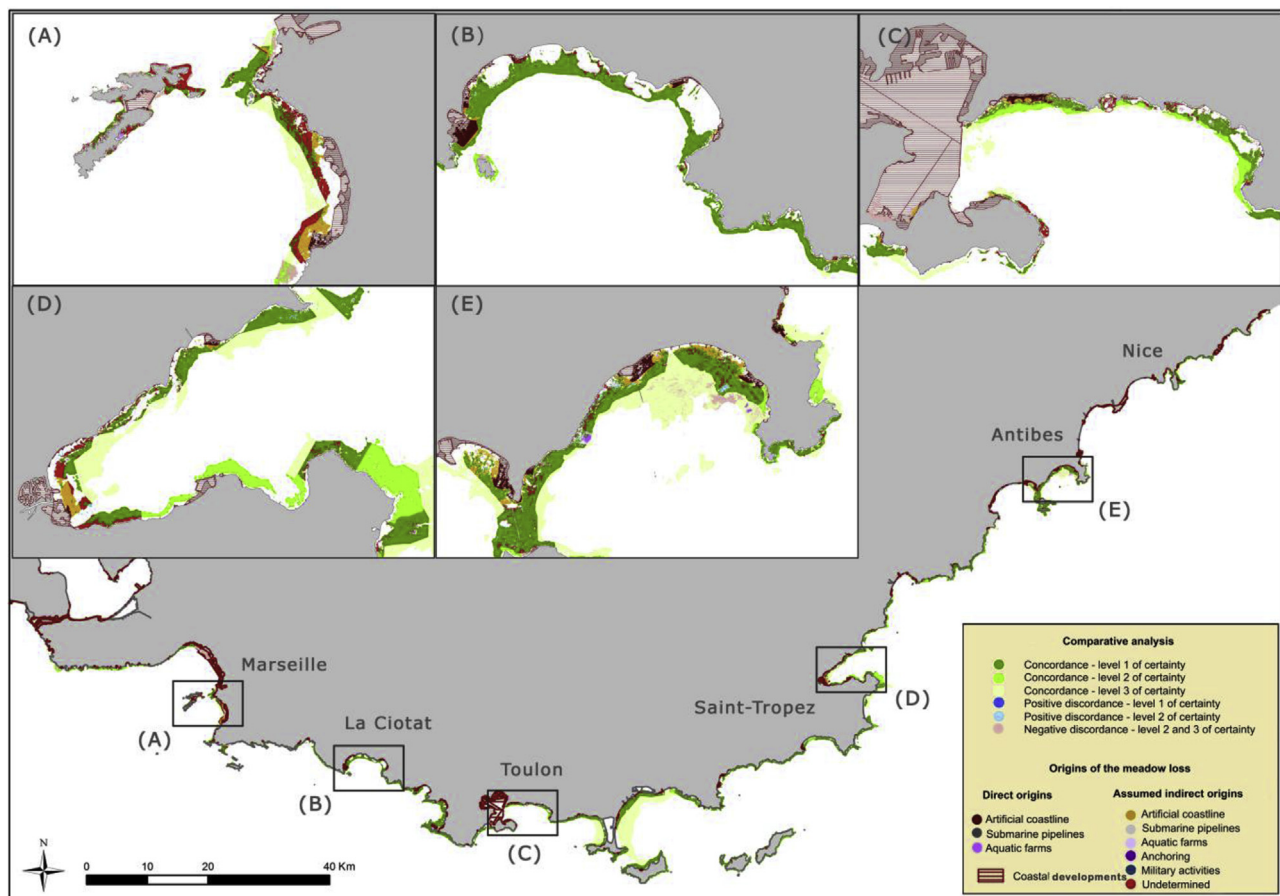 (A)
(B)
(C)
(D)
(E)
Nice
Antibes
(E)
Marseille
Saint-Tropez
(D)
La Ciotat
(A)
Toulon
(B)
(C)
N
0 10 20 40 Km
Comparative analysis
Concordance - level 1 of certainty
Concordance - level 2 of certainty
Concordance - level 3 of certainty
Positive discordance - level 1 of certainty
Positive discordance - level 2 of certainty
Negative discordance - level 2 and 3 of certainty
Origins of the meadow loss
Direct origins
Artificial coastline
Submarine pipelines
Aquatic farms
Coastal developments
Assumed indirect origins
Artificial coastline
Submarine pipelines
Aquatic farms
Anchoring
Military activities
Undetermined